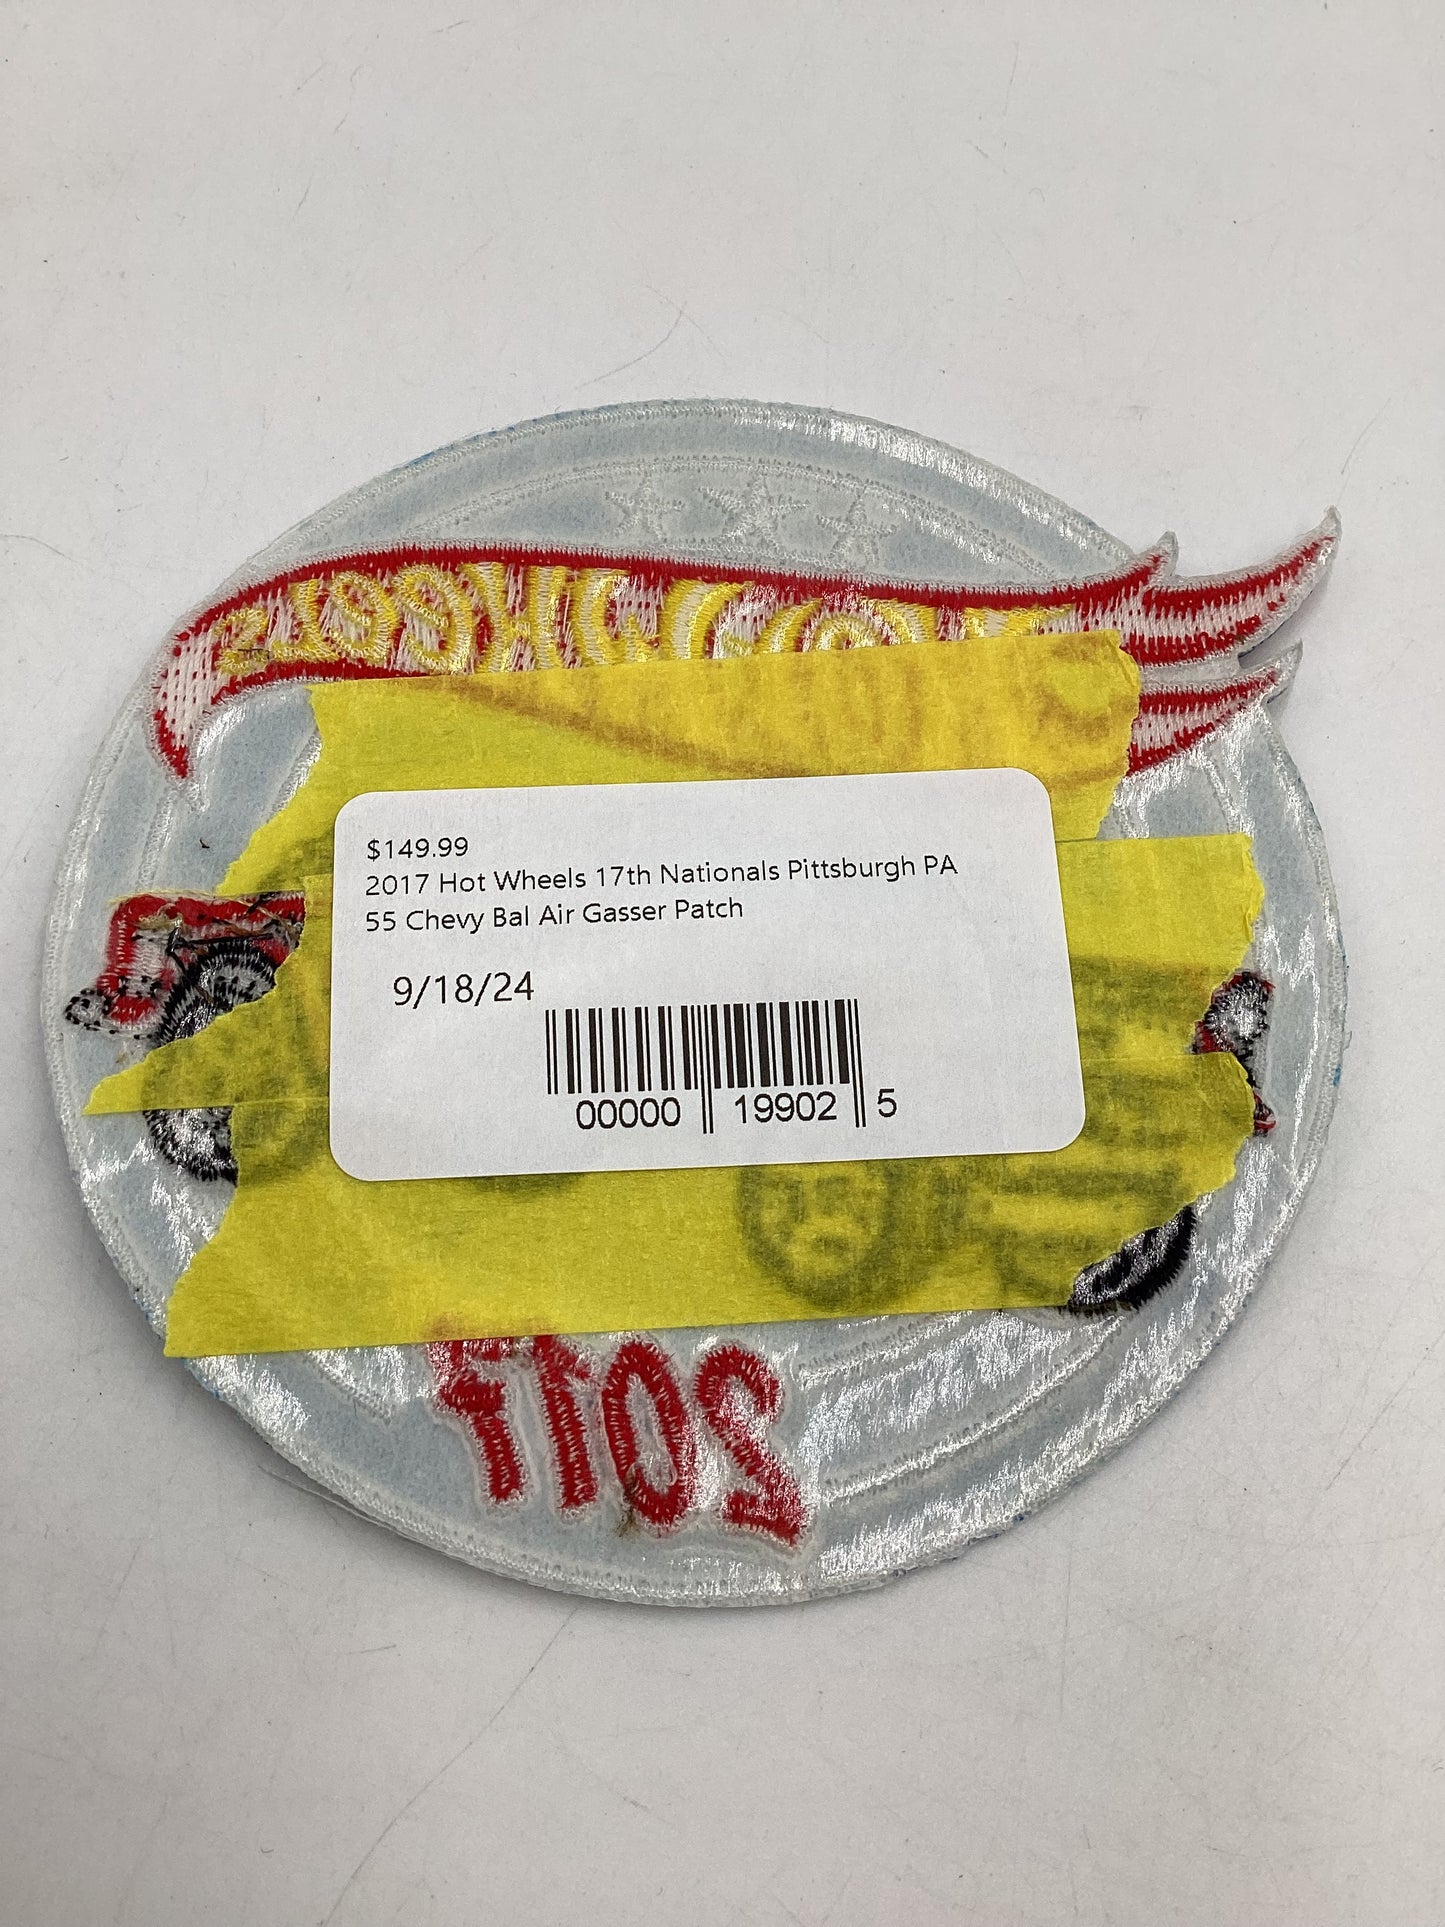 $149.99
2017 Hot Wheels 17th Nationals Pittsburgh PA
55 Chevy Bal Air Gasser Patch
9/18/24
00000 19902 5
2017